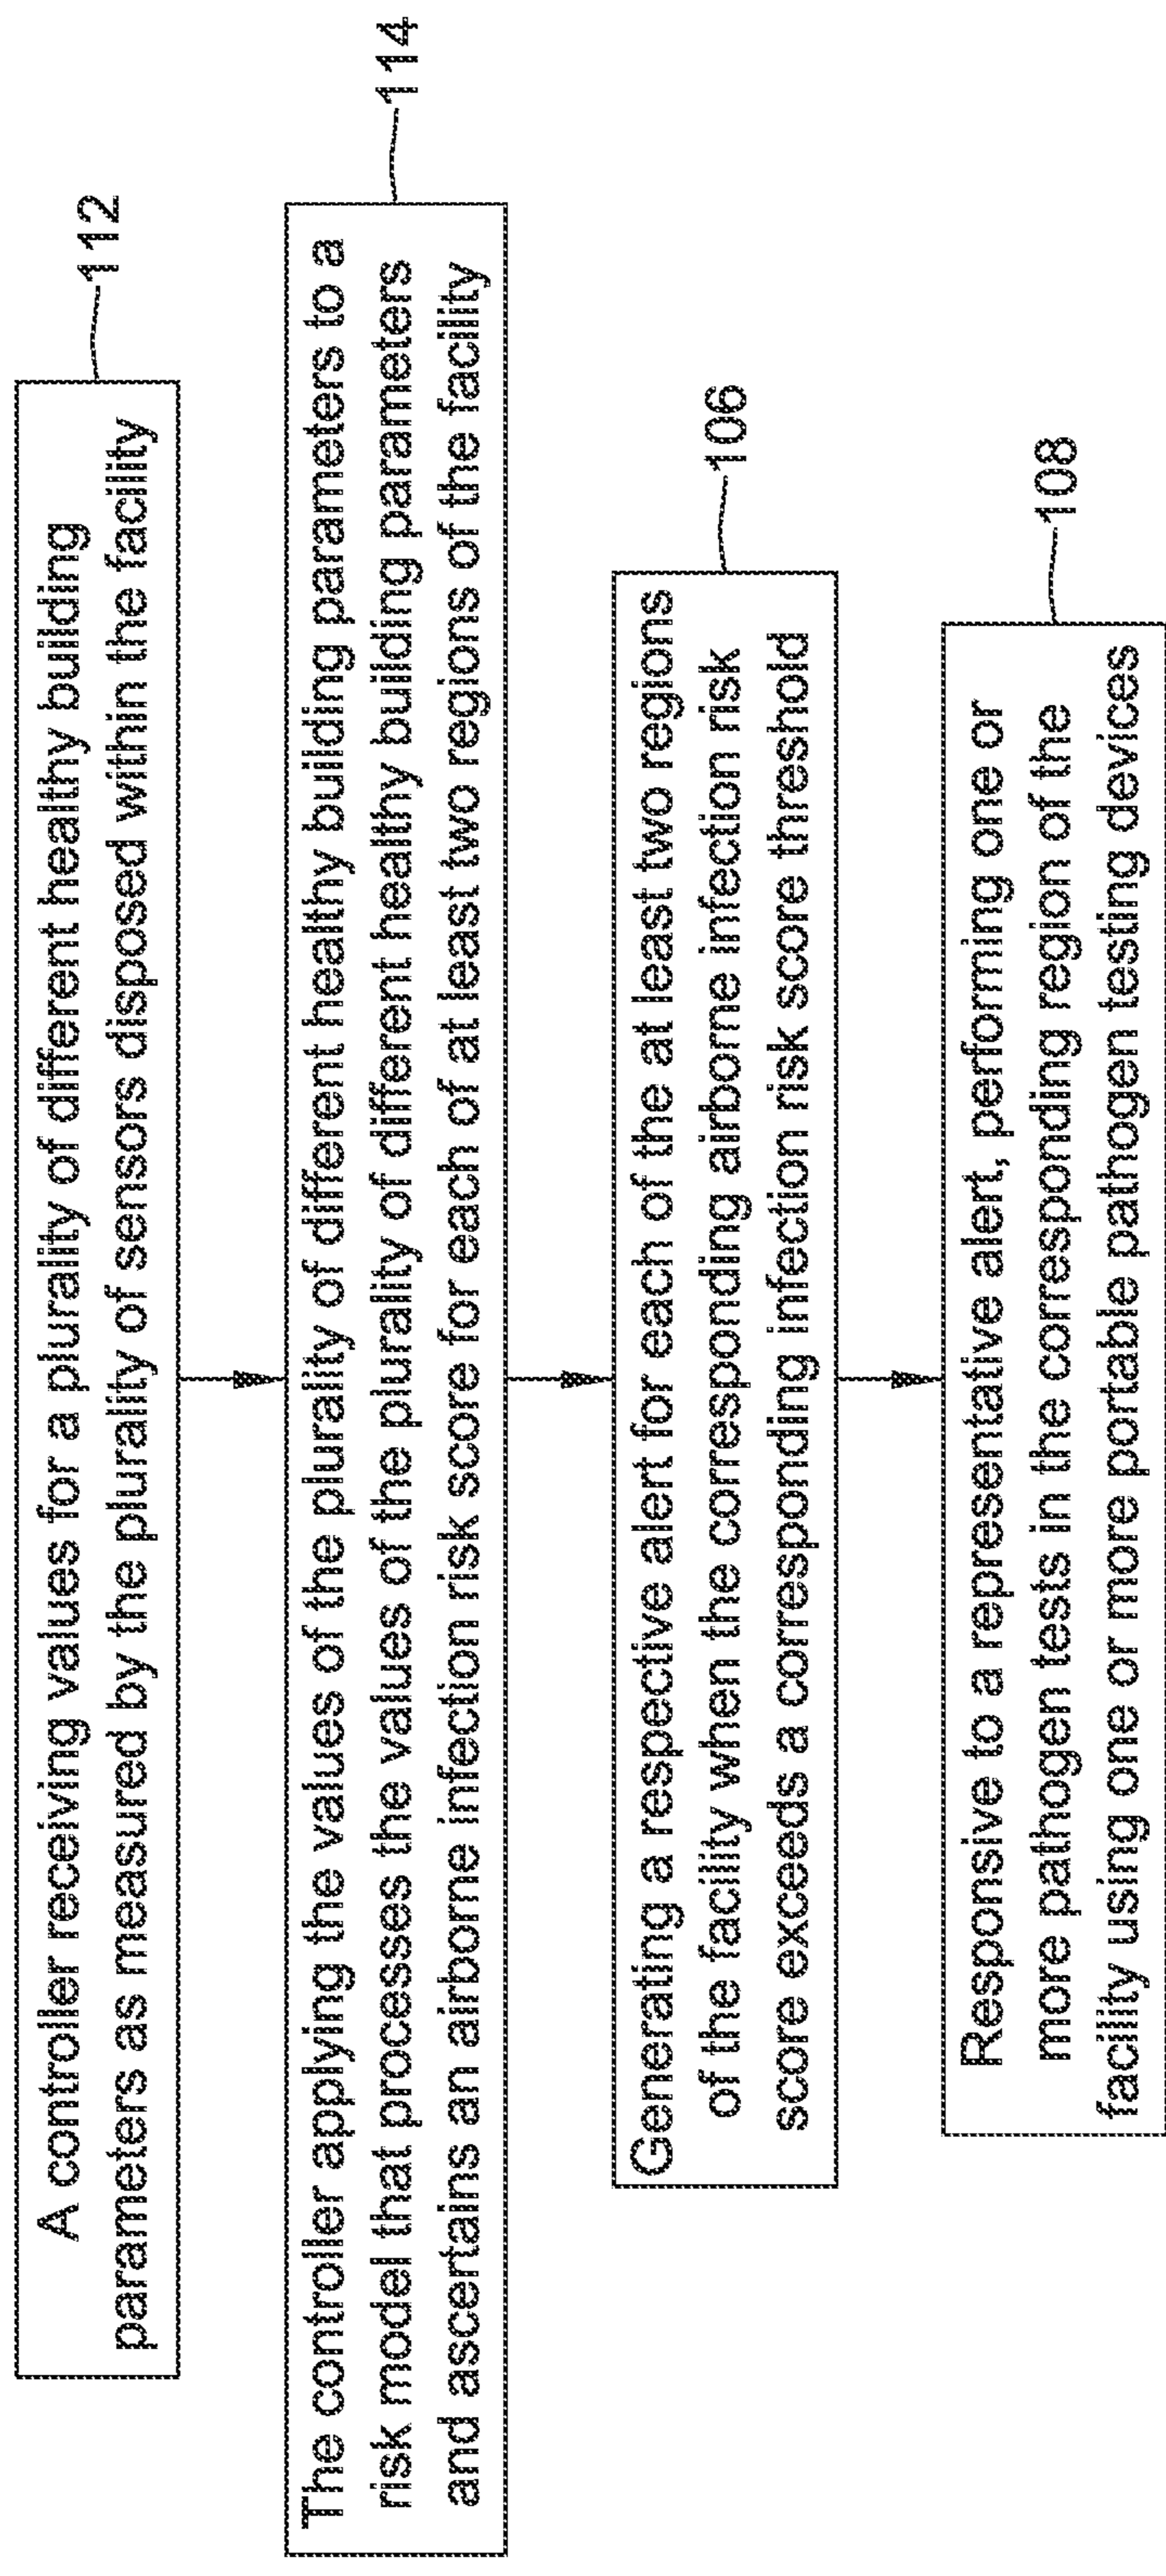 A controller receiving values for a plurality of different healthy building
parameters as measured by the plurality of sensors disposed within the facility
112
The controller applying the values of the plurality of different healthy building parameters to a
risk model that processes the values of the plurality of different healthy building parameters
and ascertains an airborne infection risk score for each of at least two regions of the facility
114
Generating a respective alert for each of the at least two regions
of the facility when the corresponding airborne infection risk
score exceeds a corresponding infection risk score threshold
106
Responsive to a representative alert, performing one or
more pathogen tests in the corresponding region of the
facility using one or more portable pathogen testing devices
108